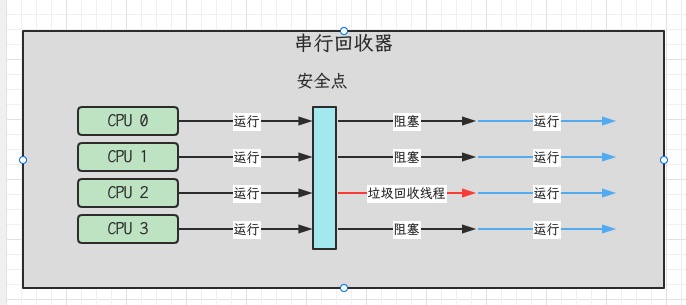 串行回收器
安全点
CPU 0 运行 阻塞 运行
CPU 1 运行 阻塞 运行
CPU 2 运行 垃圾回收线程 运行
CPU 3 运行 阻塞 运行